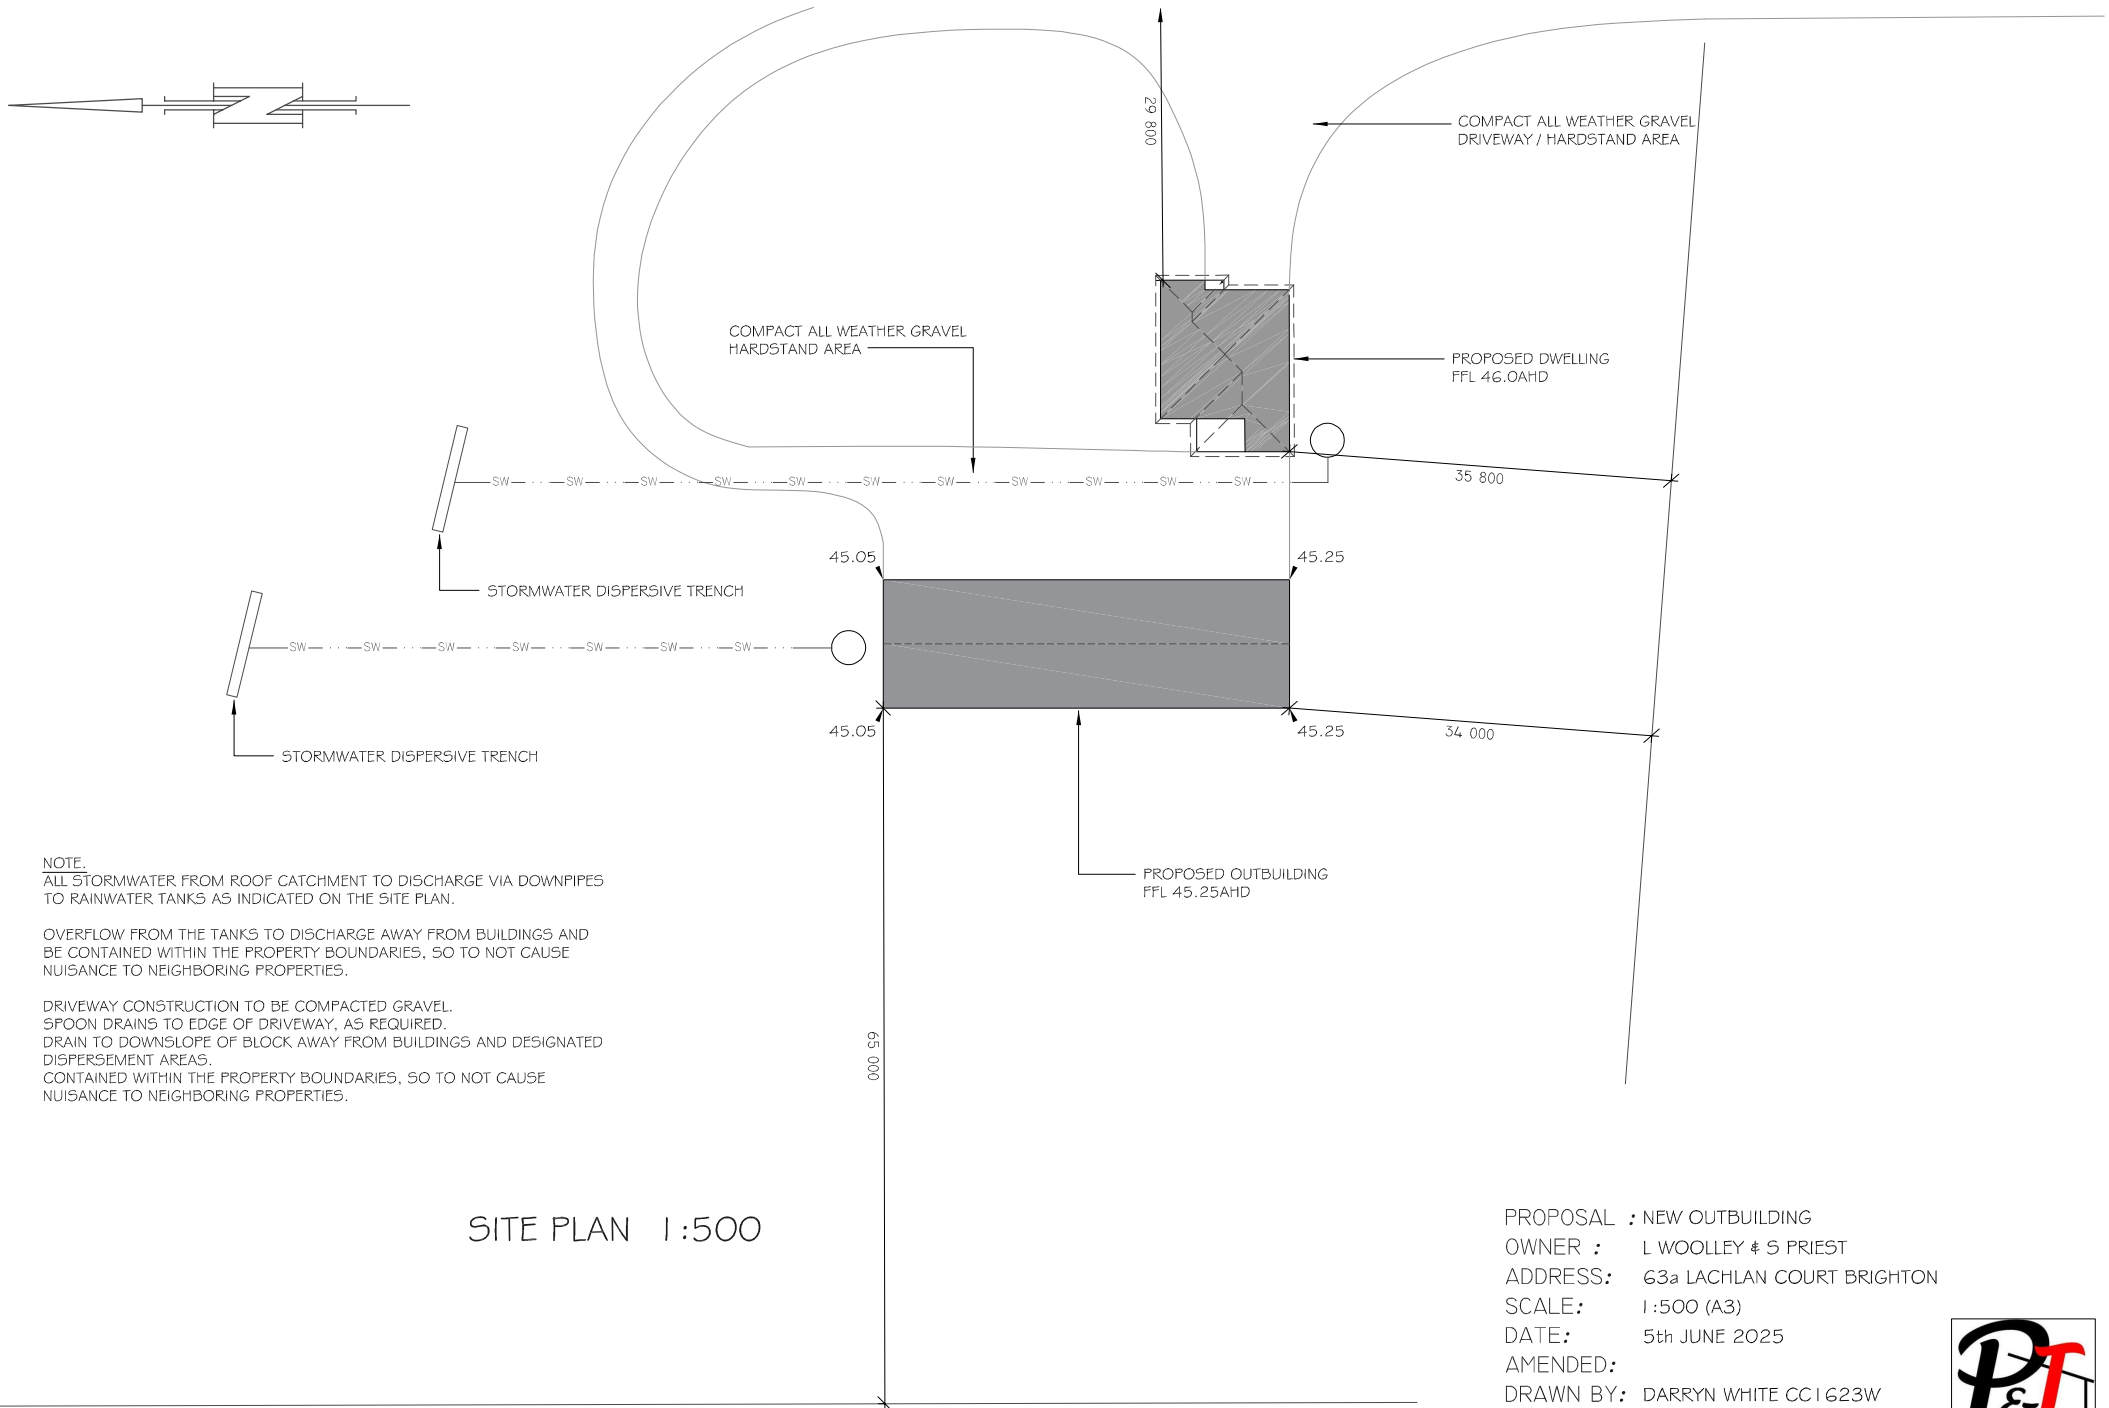 N
29 800
COMPACT ALL WEATHER GRAVEL
DRIVEWAY / HARDSTAND AREA
COMPACT ALL WEATHER GRAVEL
HARDSTAND AREA
PROPOSED DWELLING
FFL 46.0AHD
SW SW SW SW SW SW SW SW SW SW SW
35 800
45.05
45.25
STORMWATER DISPERSIVE TRENCH
SW SW SW SW SW SW SW
45.05
45.25
34 000
STORMWATER DISPERSIVE TRENCH
PROPOSED OUTBUILDING
FFL 45.25AHD
NOTE.
ALL STORMWATER FROM ROOF CATCHMENT TO DISCHARGE VIA DOWNPIPES
TO RAINWATER TANKS AS INDICATED ON THE SITE PLAN.
OVERFLOW FROM THE TANKS TO DISCHARGE AWAY FROM BUILDINGS AND
BE CONTAINED WITHIN THE PROPERTY BOUNDARIES, SO TO NOT CAUSE
NUISANCE TO NEIGHBORING PROPERTIES.
DRIVEWAY CONSTRUCTION TO BE COMPACTED GRAVEL.
SPOON DRAINS TO EDGE OF DRIVEWAY, AS REQUIRED.
DRAIN TO DOWNSLOPE OF BLOCK AWAY FROM BUILDINGS AND DESIGNATED
DISPERSEMENT AREAS.
CONTAINED WITHIN THE PROPERTY BOUNDARIES, SO TO NOT CAUSE
NUISANCE TO NEIGHBORING PROPERTIES.
65 000
SITE PLAN 1:500
PROPOSAL : NEW OUTBUILDING
OWNER : L WOOLLEY & S PRIEST
ADDRESS: 63a LACHLAN COURT BRIGHTON
SCALE: 1:500 (A3)
DATE: 5th JUNE 2025
AMENDED:
DRAWN BY: DARRYN WHITE CC1623W
P&T